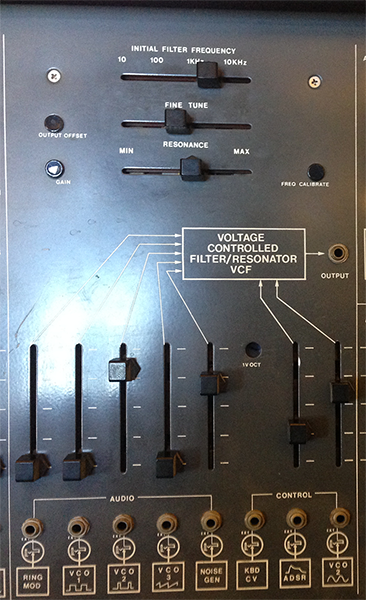 INITIAL FILTER FREQUENCY
10 100 1KHz 10KHz
FINE TUNE
OUTPUT OFFSET
RESONANCE
MIN MAX
GAIN
FREQ CALIBRATE
VOLTAGE
CONTROLLED
FILTER/RESONATOR
VCF
OUTPUT
1V OCT
AUDIO
CONTROL
RING
MOD
VCO
1
VCO
2
VCO
3
NOISE
GEN
KBD
CV
ADSR
VCO
2